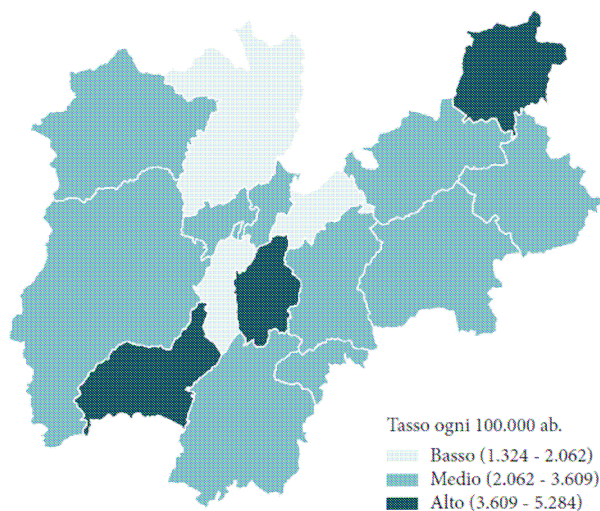 Tasso ogni 100.000 ab.
Basso (1.324 - 2.062)
Medio (2.062 - 3.609)
Alto (3.609 - 5.284)